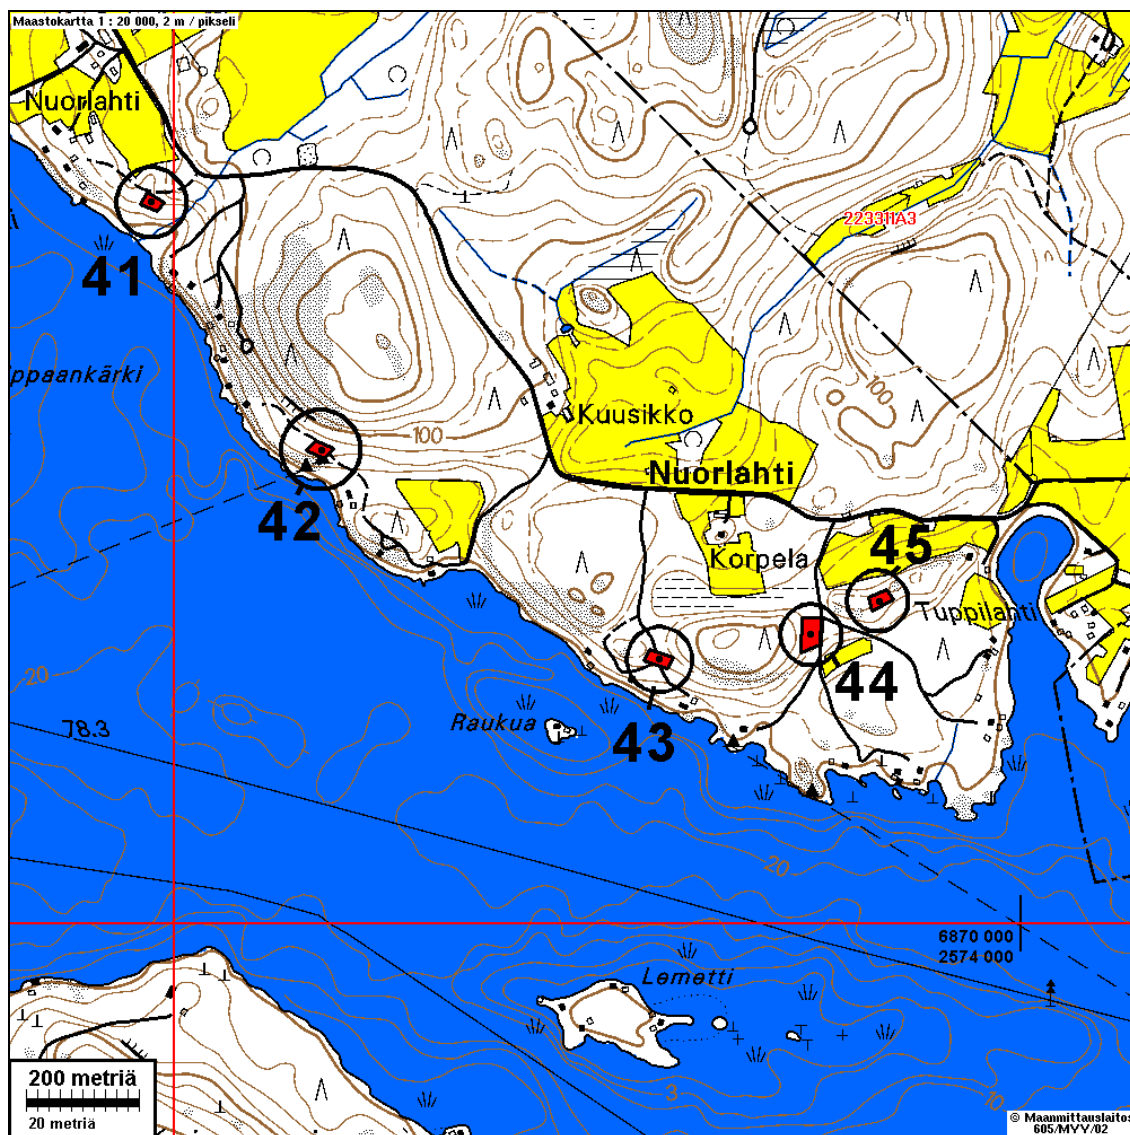 Maastokartta 1 : 20 000, 2 m / pikseli
Nuorlahti
223311A3
41
ppaankärki
Kuusikko
100
100
Nuorlahti
42
45
Korpela
Tuppilahti
44
20
78.3
Raukua
43
20
6870 000
2574 000
Lemetti
3
10
200 metriä
20 metriä
© Maanmittauslaitos
605/MYY/02